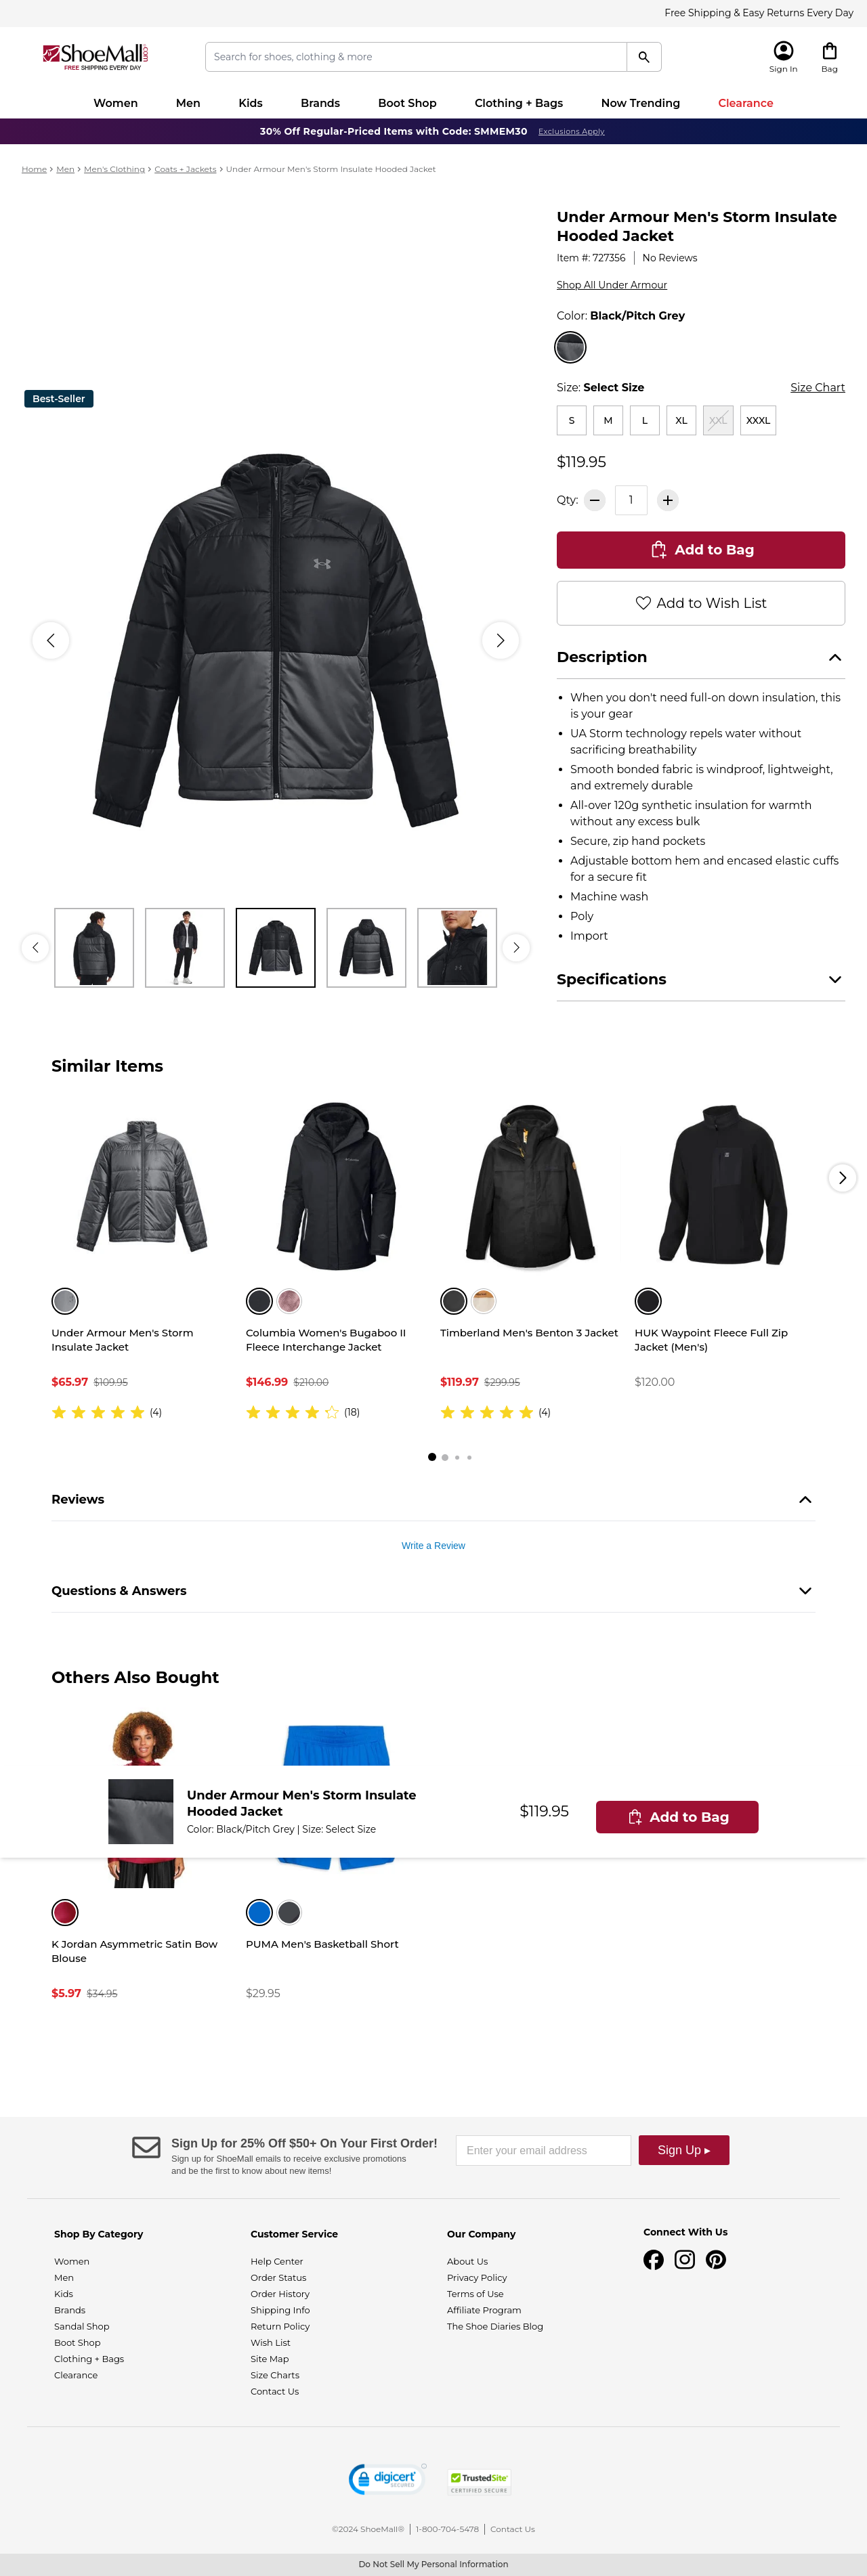 Free Shipping & Easy Returns Every Day
ShoeMall.com
FREE SHIPPING EVERY DAY
Search for shoes, clothing & more
Sign In
Bag
Women
Men
Kids
Brands
Boot Shop
Clothing + Bags
Now Trending
Clearance
30% Off Regular-Priced Items with Code: SMMEM30 Exclusions Apply
Home > Men > Men's Clothing > Coats + Jackets > Under Armour Men's Storm Insulate Hooded Jacket
Best-Seller
Under Armour Men's Storm Insulate
Hooded Jacket
Item #: 727356 | No Reviews
Shop All Under Armour
Color: Black/Pitch Grey
Size: Select Size
Size Chart
S
M
L
XL
XXL
XXXL
$119.95
Qty: 1
Add to Bag
Add to Wish List
Description
• When you don't need full-on down insulation, this
is your gear
• UA Storm technology repels water without
sacrificing breathability
• Smooth bonded fabric is windproof, lightweight,
and extremely durable
• All-over 120g synthetic insulation for warmth
without any excess bulk
• Secure, zip hand pockets
• Adjustable bottom hem and encased elastic cuffs
for a secure fit
• Machine wash
• Poly
• Import
Specifications
Similar Items
Under Armour Men's Storm
Insulate Jacket
$65.97 $109.95
(4)
Columbia Women's Bugaboo II
Fleece Interchange Jacket
$146.99 $210.00
(18)
Timberland Men's Benton 3 Jacket
$119.97 $299.95
(4)
HUK Waypoint Fleece Full Zip
Jacket (Men's)
$120.00
Reviews
Write a Review
Questions & Answers
Others Also Bought
Under Armour Men's Storm Insulate
Hooded Jacket
Color: Black/Pitch Grey | Size: Select Size
$119.95
Add to Bag
K Jordan Asymmetric Satin Bow
Blouse
$5.97 $34.95
PUMA Men's Basketball Short
$29.95
Sign Up for 25% Off $50+ On Your First Order!
Sign up for ShoeMall emails to receive exclusive promotions
and be the first to know about new items!
Enter your email address
Sign Up ▸
Shop By Category
Women
Men
Kids
Brands
Sandal Shop
Boot Shop
Clothing + Bags
Clearance
Customer Service
Help Center
Order Status
Order History
Shipping Info
Return Policy
Wish List
Site Map
Size Charts
Contact Us
Our Company
About Us
Privacy Policy
Terms of Use
Affiliate Program
The Shoe Diaries Blog
Connect With Us
digicert
SECURED
TrustedSite
CERTIFIED SECURE
©2024 ShoeMall® | 1-800-704-5478 | Contact Us
Do Not Sell My Personal Information